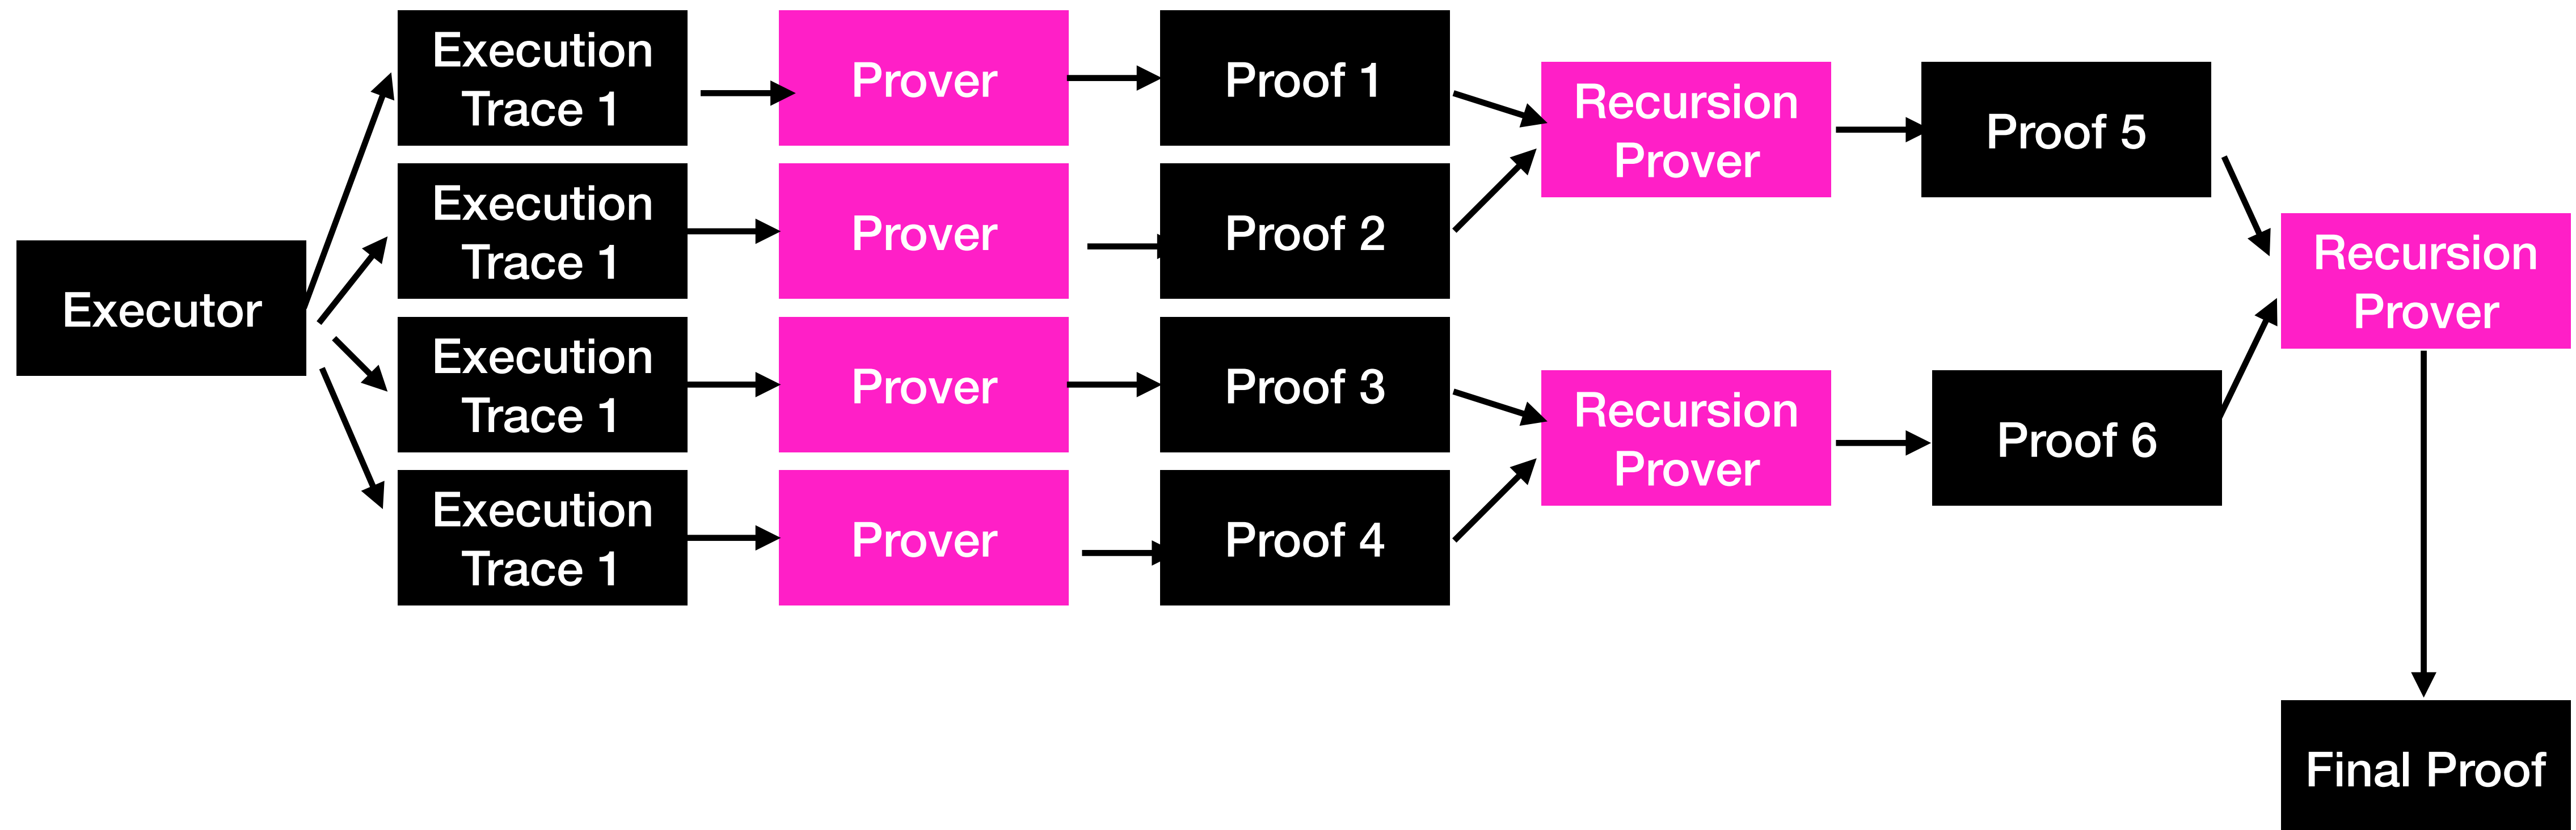 Executor
Execution
Trace 1
Prover
Proof 1
Execution
Trace 1
Prover
Proof 2
Execution
Trace 1
Prover
Proof 3
Execution
Trace 1
Prover
Proof 4
Recursion
Prover
Proof 5
Recursion
Prover
Proof 6
Recursion
Prover
Final Proof